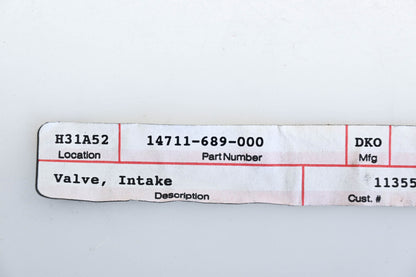 H31A52 14711-689-000 DKO
Location Part Number Mfg
Valve, Intake 11355
Description Cust. #